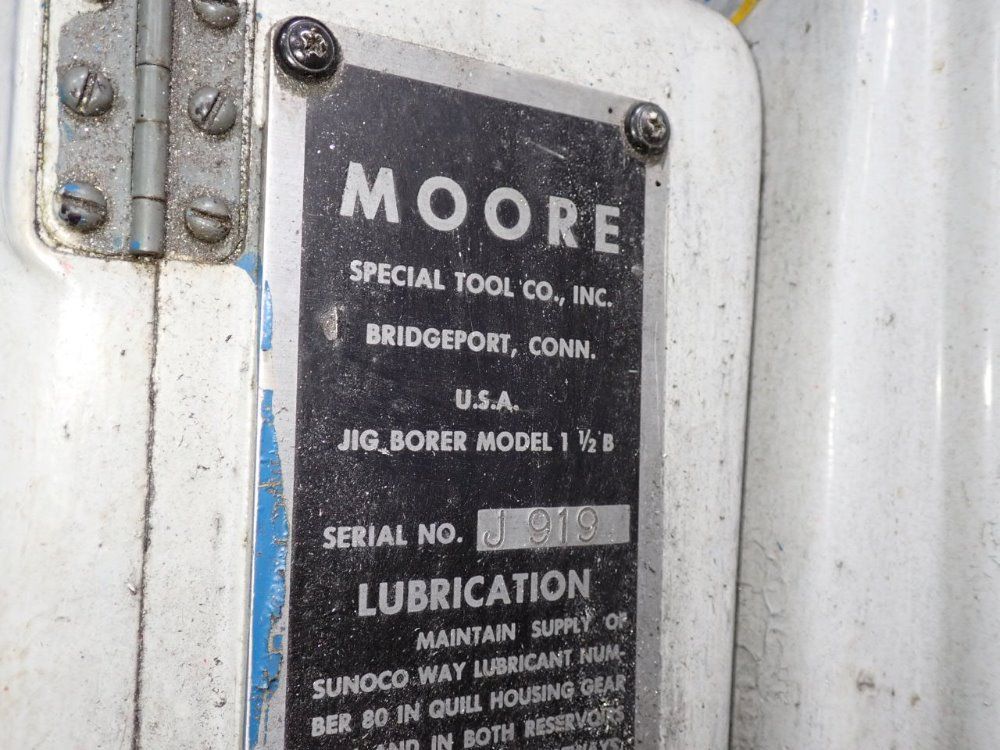 MOORE
SPECIAL TOOL CO., INC.
BRIDGEPORT, CONN.
U.S.A.
JIG BORER MODEL 1 ½ B
SERIAL NO. J 919
LUBRICATION
MAINTAIN SUPPLY OF
SUNOCO WAY LUBRICANT NUM-
BER 80 IN QUILL HOUSING GEAR
AND IN BOTH RESERVOIRS
WAYS.